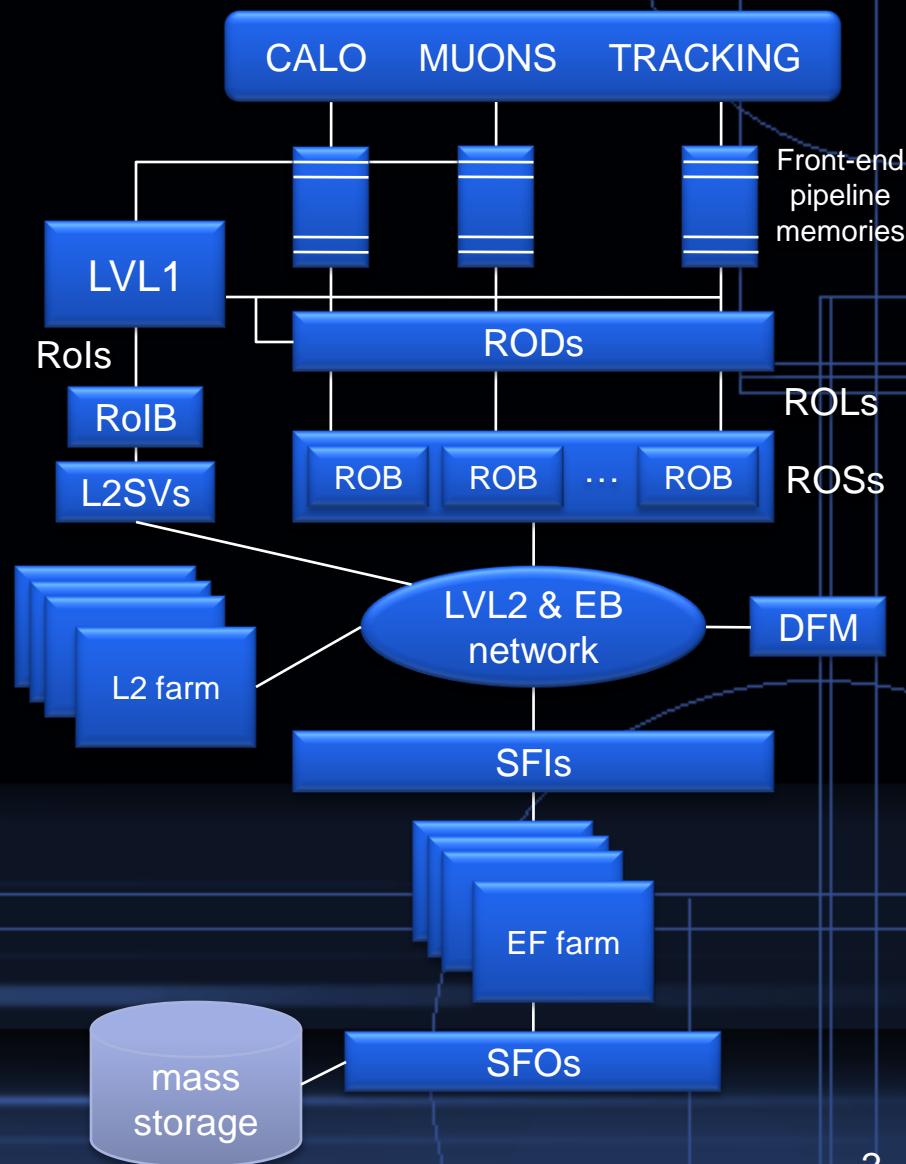 CALO MUONS TRACKING
Front-end
pipeline
memories
LVL1
RODs
RoIs
ROLs
RoIB
ROB ROB ... ROB
ROSs
L2SVs
LVL2 & EB
network
DFM
L2 farm
SFIs
EF farm
SFOs
mass
storage